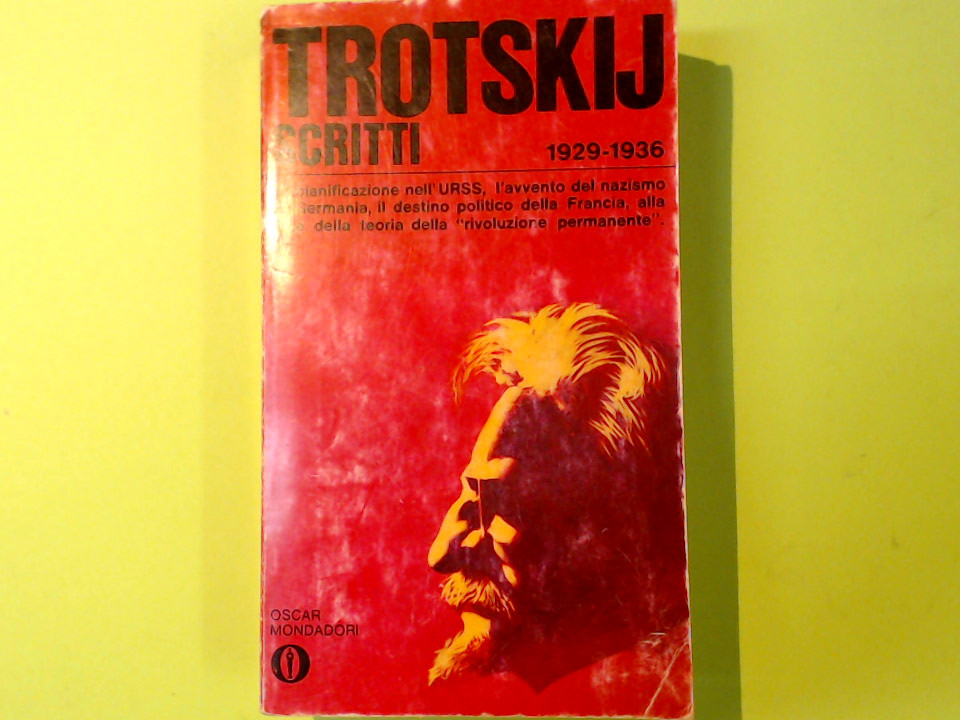 TROTSKIJ
SCRITTI
1929-1936
pianificazione nell'URSS, l'avvento del nazismo
Germania, il destino politico della Francia, alla
della teoria della "rivoluzione permanente".
OSCAR
MONDADORI